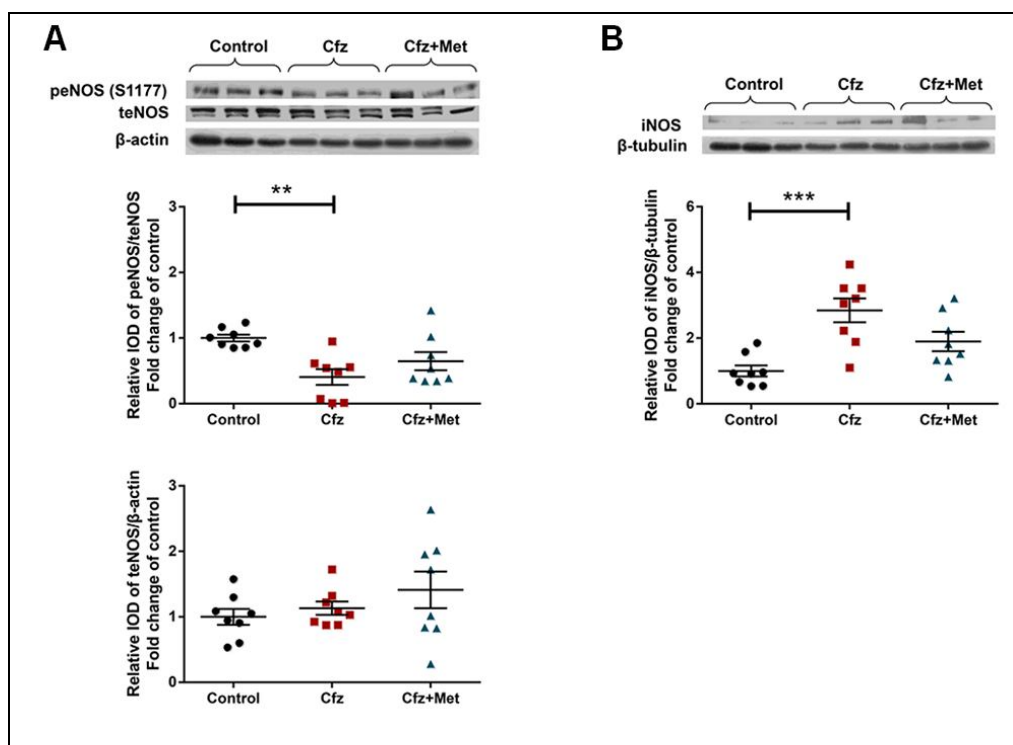 A
Control Cfz Cfz+Met
peNOS (S1177)
teNOS
β-actin
Relative IOD of peNOS/teNOS
Fold change of control
3
2
1
0
**
Control Cfz Cfz+Met
Relative IOD of teNOS/β-actin
Fold change of control
3
2
1
0
Control Cfz Cfz+Met
B
Control Cfz Cfz+Met
iNOS
β-tubulin
Relative IOD of iNOS/β-tubulin
Fold change of control
6
4
2
0
***
Control Cfz Cfz+Met